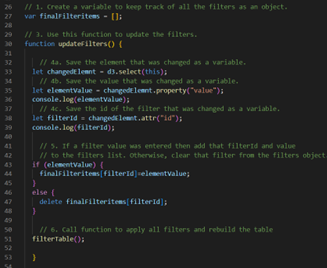 26 // 1. Create a variable to keep track of all the filters as an object.
27 var finalFilteritems = [];
28
29 // 3. Use this function to update the filters.
30 function updateFilters() {
31
32 // 4a. Save the element that was changed as a variable.
33 let changedElemnt = d3.select(this);
34 // 4b. Save the value that was changed as a variable.
35 let elementValue = changedElemnt.property("value");
36 console.log(elementValue);
37 // 4c. Save the id of the filter that was changed as a variable.
38 let filterId = changedElemnt.attr("id");
39 console.log(filterId);
40
41 // 5. If a filter value was entered then add that filterId and value
42 // to the filters list. Otherwise, clear that filter from the filters object
43 if (elementValue) {
44 finalFilteritems[filterId]=elementValue;
45 }
46 else {
47 delete finalFilteritems[filterId];
48 }
49
50 // 6. Call function to apply all filters and rebuild the table
51 filterTable();
52
53 }